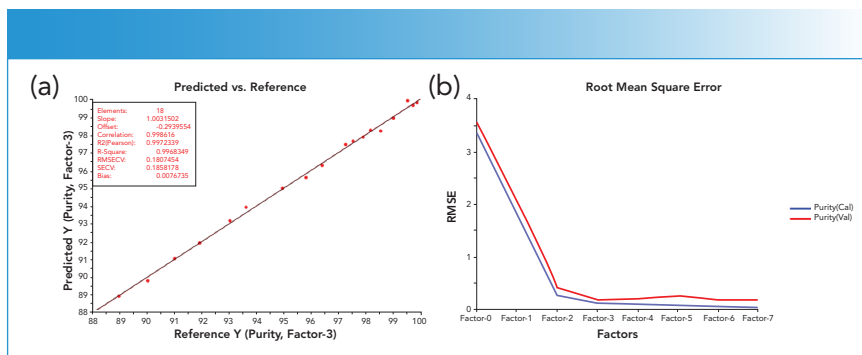 (a)
Predicted vs. Reference
Predicted Y (Purity, Factor-3)
100
99
98
97
96
95
94
93
92
91
90
89
88
Elements: 18
Slope: 1.0031502
Offset: -0.2939554
Correlation: 0.998616
R2(Pearson): 0.9972339
R-Square: 0.9968349
RMSECV: 0.1807454
SECV: 0.1858178
Bias: 0.0076735
88 89 90 91 92 93 94 95 96 97 98 99 100
Reference Y (Purity, Factor-3)
(b)
Root Mean Square Error
RMSE
4
3
2
1
0
Factor-0 Factor-1 Factor-2 Factor-3 Factor-4 Factor-5 Factor-6 Factor-7
Factors
Purity(Cal)
Purity(Val)